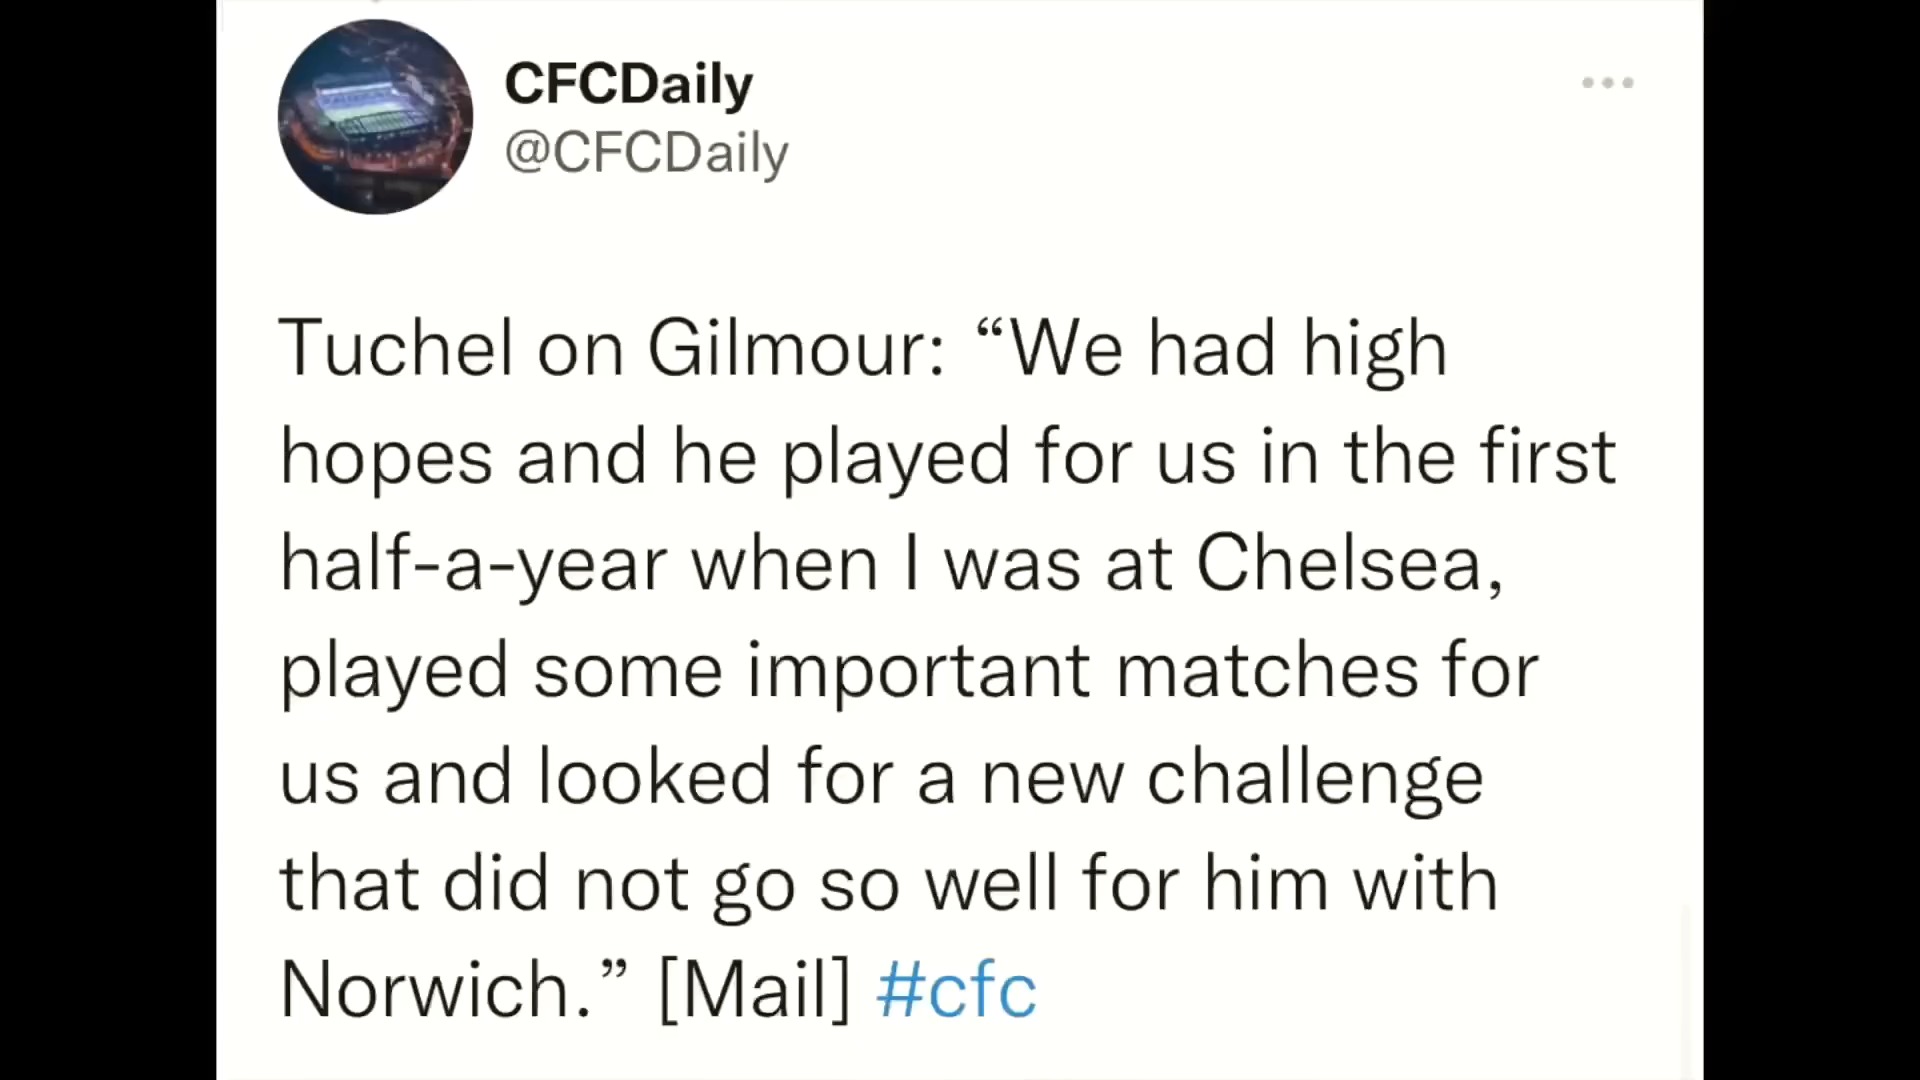 CFCDaily
@CFCDaily
Tuchel on Gilmour: “We had high
hopes and he played for us in the first
half-a-year when I was at Chelsea,
played some important matches for
us and looked for a new challenge
that did not go so well for him with
Norwich.” [Mail] #cfc